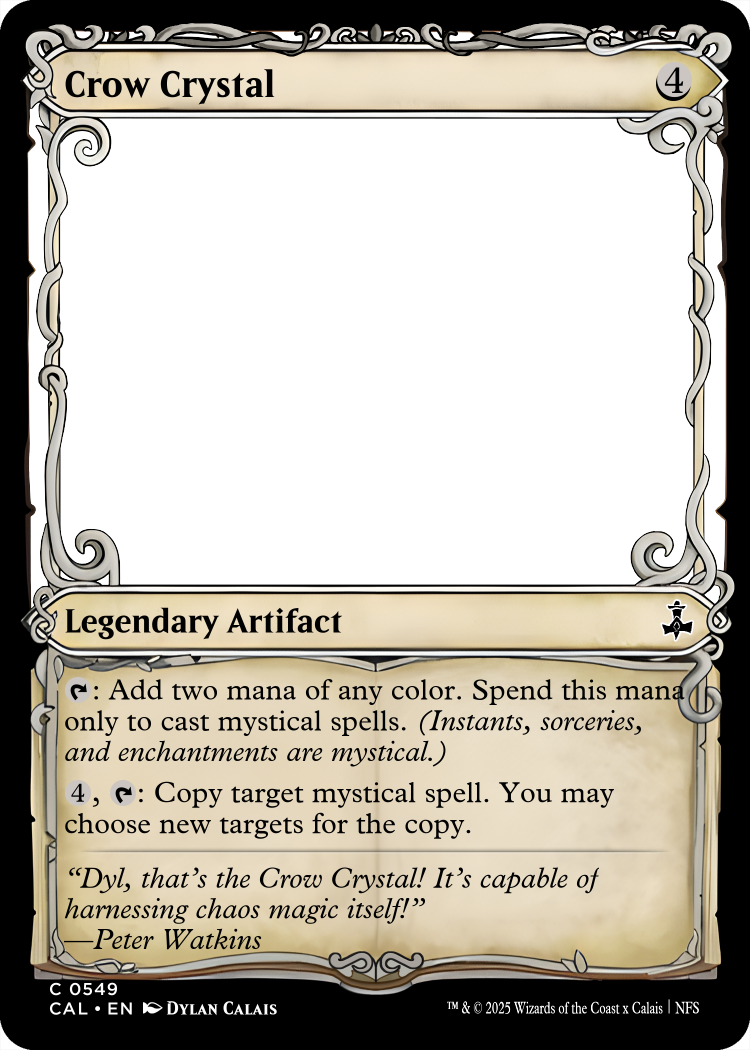 Crow Crystal 4
Legendary Artifact
: Add two mana of any color. Spend this mana
only to cast mystical spells. (Instants, sorceries,
and enchantments are mystical.)
4, : Copy target mystical spell. You may
choose new targets for the copy.
“Dyl, that’s the Crow Crystal! It’s capable of
harnessing chaos magic itself!”
—Peter Watkins
C 0549
CAL • EN Dylan Calais
™ & © 2025 Wizards of the Coast x Calais | NFS